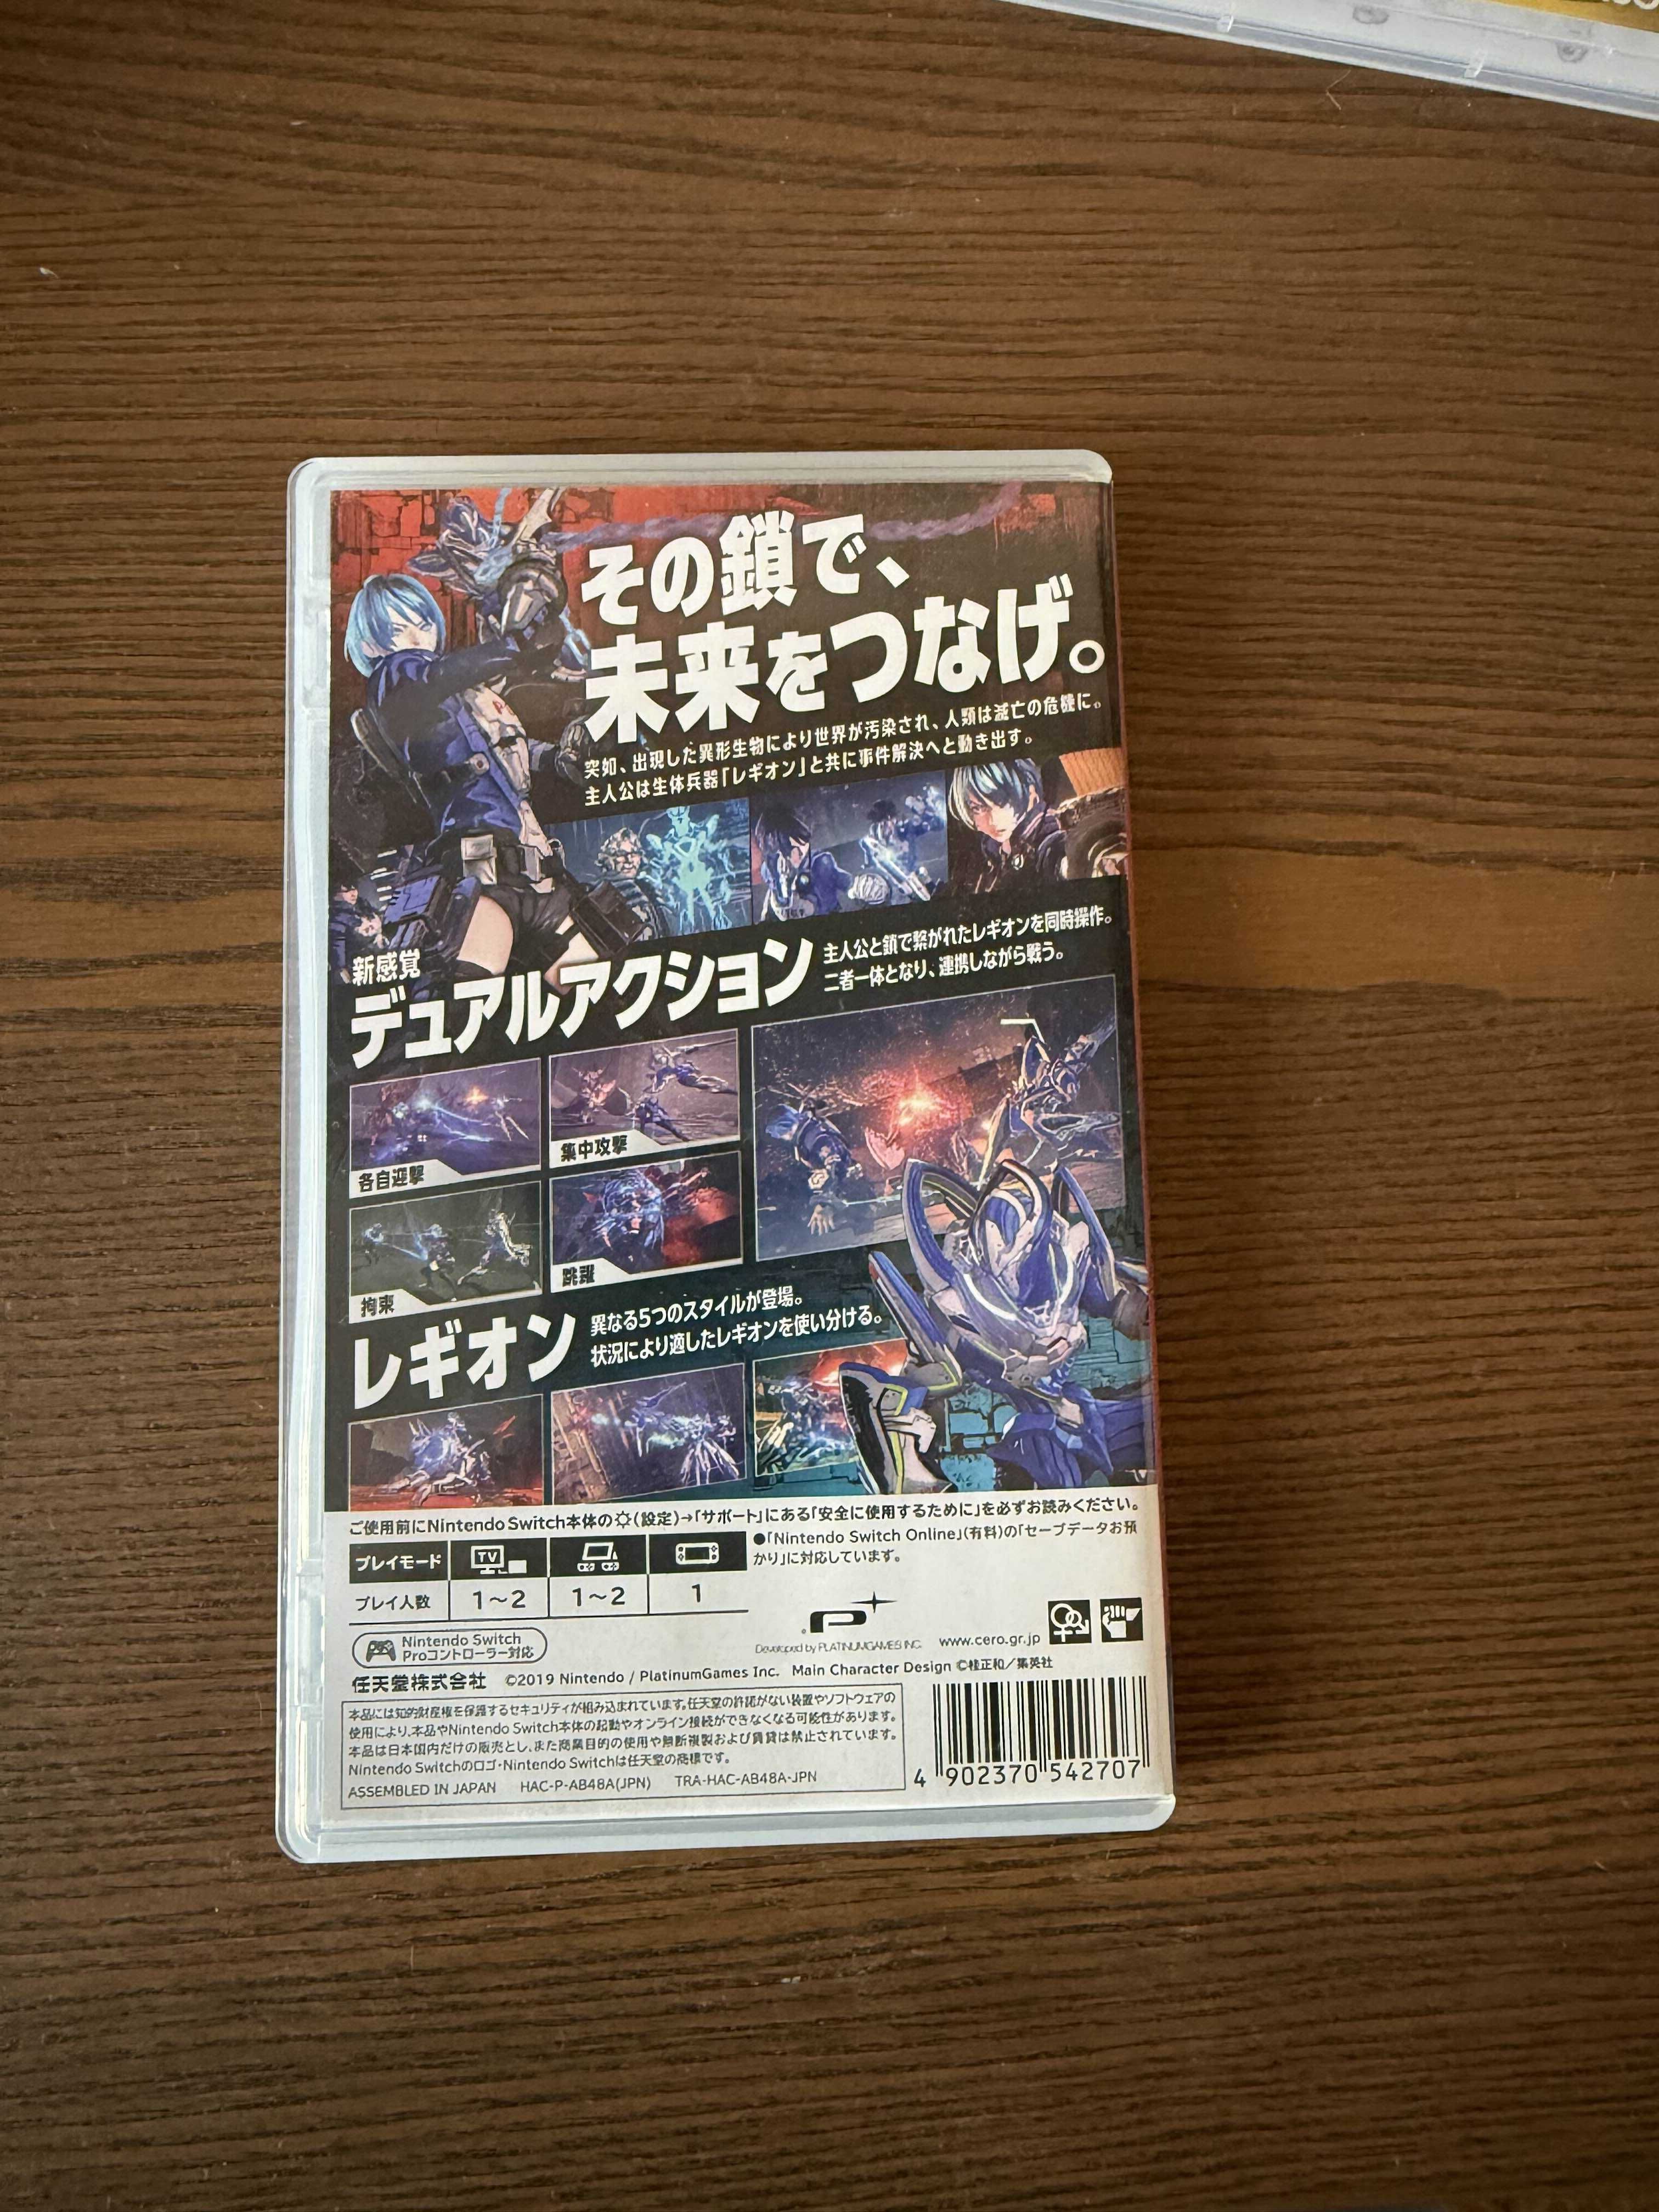 その鎖で、
未来をつなげ。
突如、出現した異形生物により世界が汚染され、人類は滅亡の危機に。
主人公は生体兵器「レギオン」と共に事件解決へと動き出す。
新感覚
デュアルアクション
主人公と鎖で繋がれたレギオンを同時操作。
二者一体となり、連携しながら戦う。
各自迎撃
集中攻撃
拘束
跳躍
レギオン
異なる5つのスタイルが登場。
状況により適したレギオンを使い分ける。
ご使用前にNintendo Switch本体の(設定)→「サポート」にある「安全に使用するために」を必ずお読みください。
プレイモード
TV
プレイ人数 1~2 1~2 1
●「Nintendo Switch Online」(有料)の「セーブデータお預
かり」に対応しています。
Nintendo Switch
Proコントローラー対応
P
Developed by PLATINUMGAMES INC.
www.cero.gr.jp
任天堂株式会社 ©2019 Nintendo / PlatinumGames Inc. Main Character Design ©桂正和/集英社
本品には知的財産権を保護するセキュリティが組み込まれています。任天堂の許諾がない装置やソフトウェアの
使用により、本品やNintendo Switch本体の起動やオンライン接続ができなくなる可能性があります。
本品は日本国内だけの販売とし、また商業目的の使用や無断複製および賃貸は禁止されています。
Nintendo Switchのロゴ・Nintendo Switchは任天堂の商標です。
ASSEMBLED IN JAPAN HAC-P-AB48A(JPN) TRA-HAC-AB48A-JPN
4 902370 542707